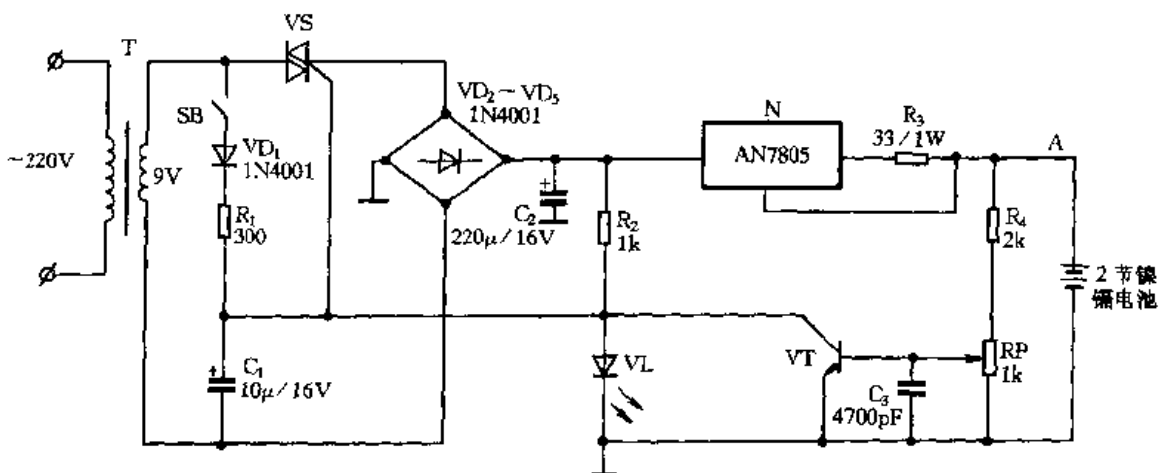 T
VS
~220V
9V
SB
VD₁
1N4001
R₁
300
C₁
10μ/16V
VD₂~VD₅
1N4001
C₂
220μ/16V
R₂
1k
VL
N
AN7805
R₃
33/1W
A
R₄
2k
2 节镍
镉电池
VT
C₃
4700pF
RP
1k